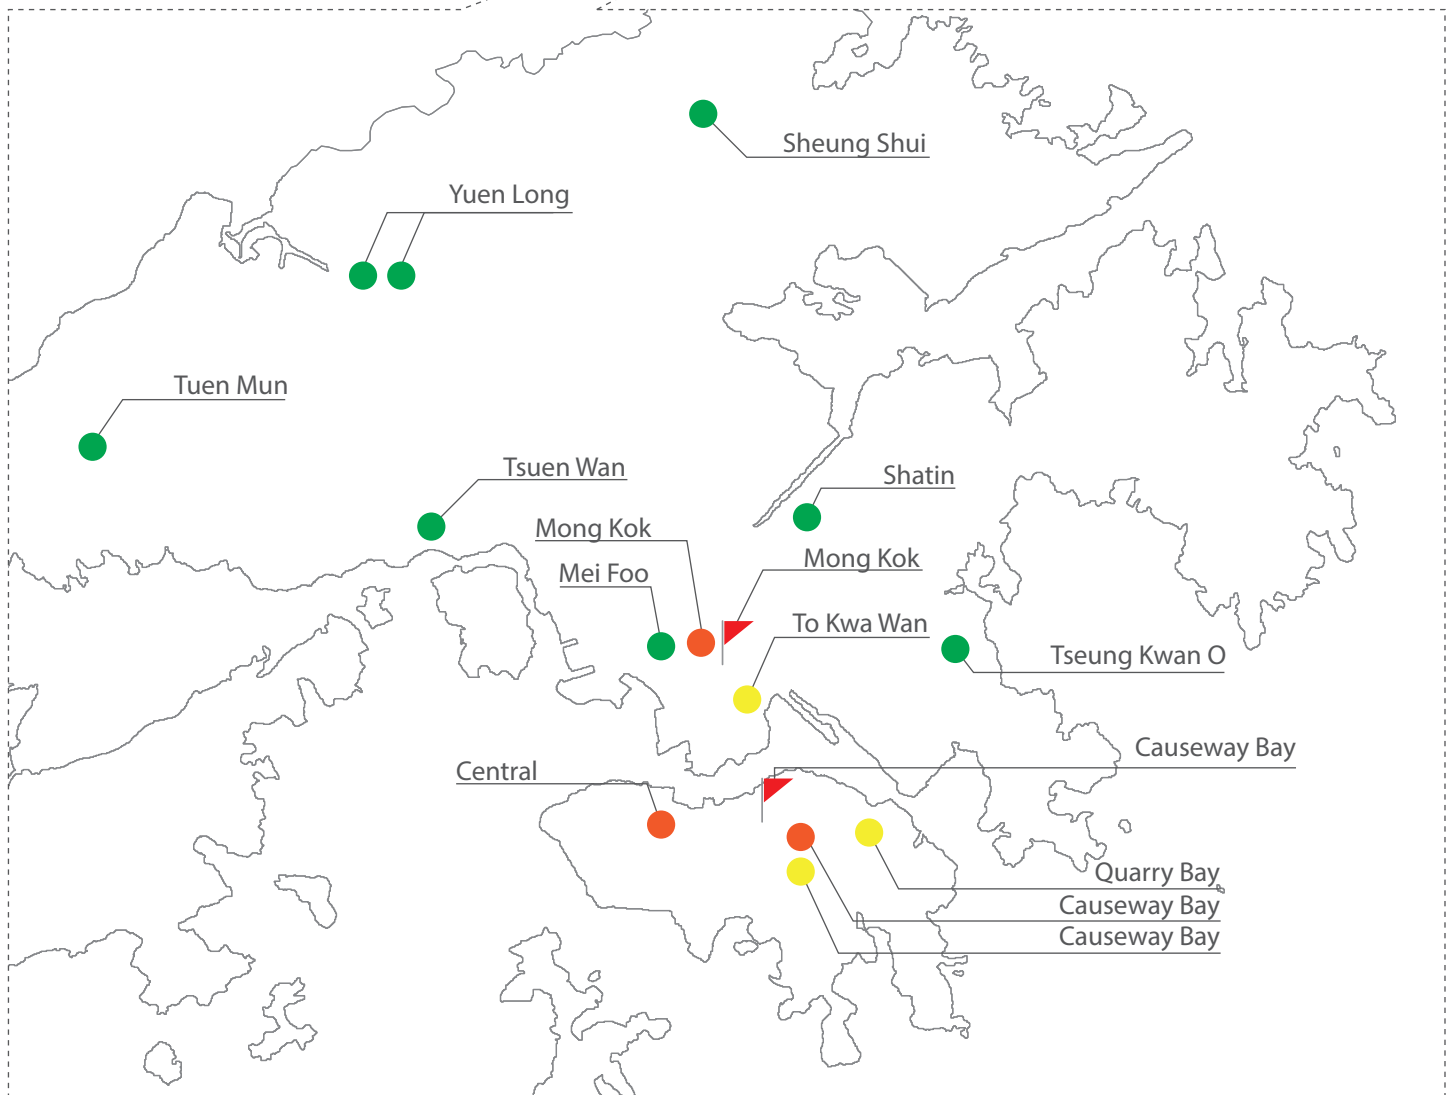 Sheung Shui
Yuen Long
Tuen Mun
Tsuen Wan
Shatin
Mong Kok
Mong Kok
Mei Foo
To Kwa Wan
Tseung Kwan O
Causeway Bay
Central
Quarry Bay
Causeway Bay
Causeway Bay